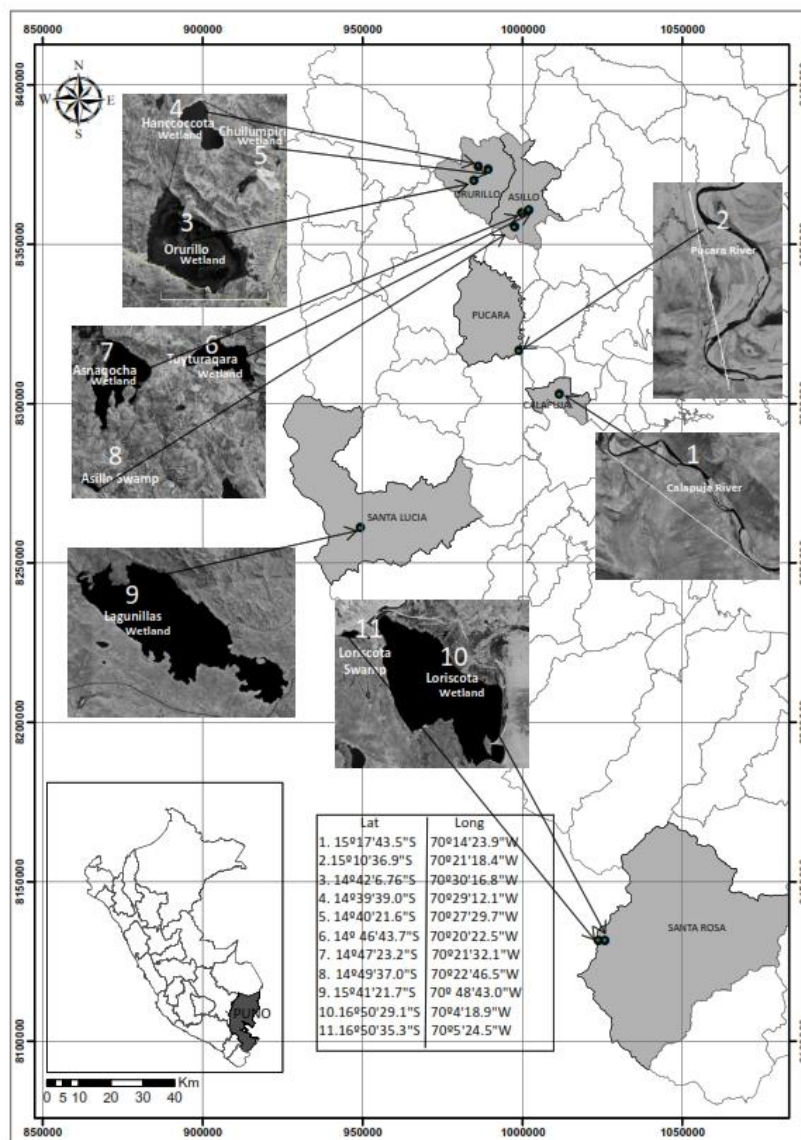 850000 900000 950000 1000000 1050000
8400000
8350000
8300000
8250000
8200000
8150000
8100000
N
W E
S
4
Hanccoccota
Wetland
Chullumpiri
Wetland
5
3
Orurillo
Wetland
ORURILLO
ASILLO
2
Pucara River
PUCARA
7
Asnaqocha
Wetland
6
Tuyturaqara
Wetland
8
Asillo Swamp
CALAPUJA
1
Calapuja River
SANTA LUCIA
9
Lagunillas
Wetland
11
Loriscota
Swamp
10
Loriscota
Wetland
Lat Long
1. 15º17'43.5"S 70º14'23.9"W
2.15º10'36.9"S 70º21'18.4"W
3. 14º42'6.76"S 70º30'16.8"W
4. 14º39'39.0"S 70º29'12.1"W
5. 14º40'21.6"S 70º27'29.7"W
6. 14º 46'43.7"S 70º20'22.5"W
7. 14º47'23.2"S 70º21'32.1"W
8. 14º49'37.0"S 70º22'46.5"W
9. 15º41'21.7"S 70º 48'43.0"W
10.16º50'29.1"S 70º4'18.9"W
11.16º50'35.3"S 70º5'24.5"W
SANTA ROSA
PUNO
Km
0 5 10 20 30 40
850000 900000 950000 1000000 1050000